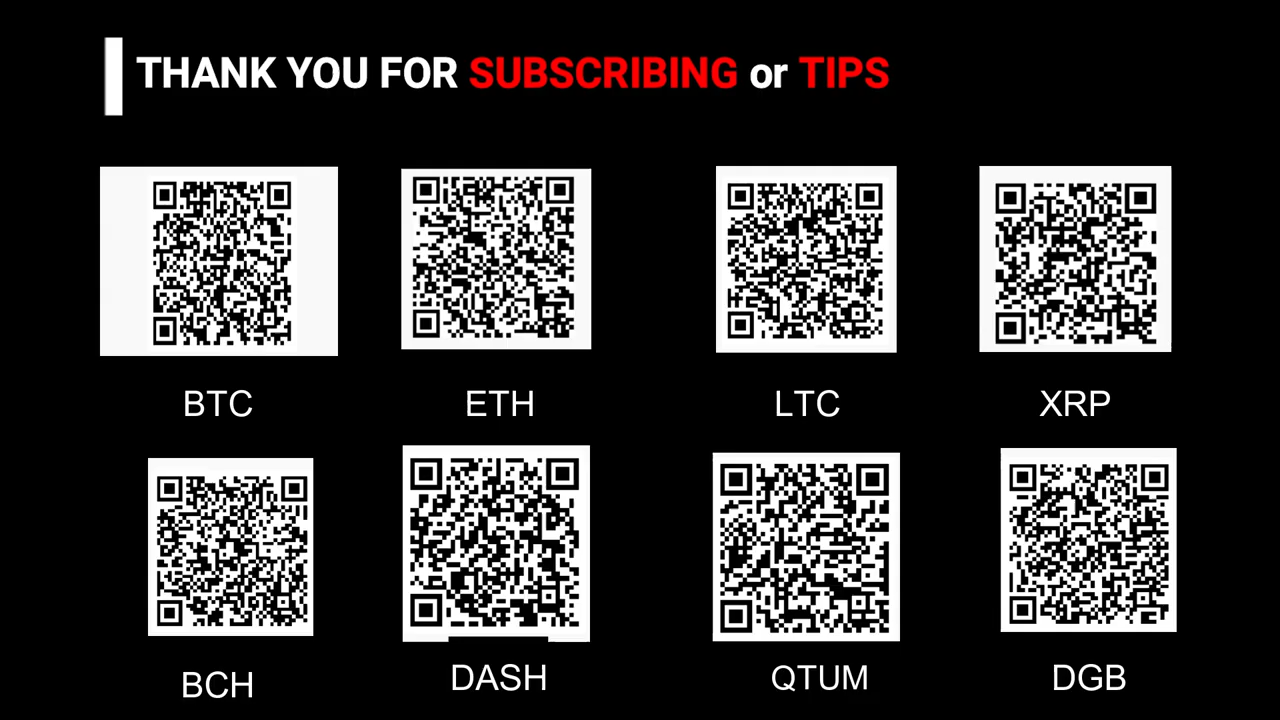 THANK YOU FOR SUBSCRIBING or TIPS
BTC ETH LTC XRP
BCH DASH QTUM DGB